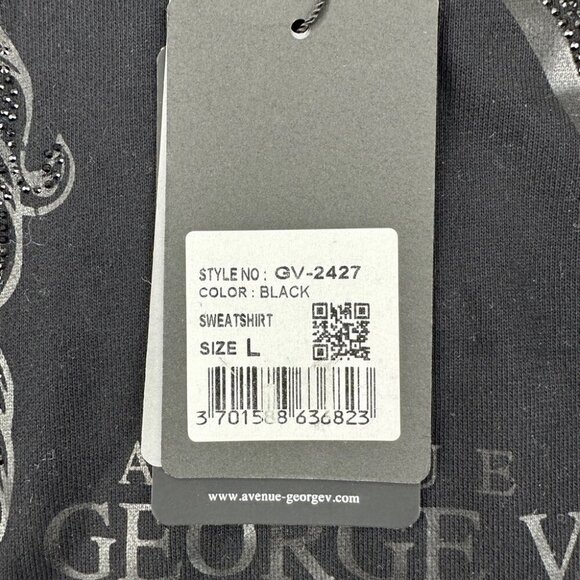 STYLE NO : GV-2427
COLOR : BLACK
SWEATSHIRT
SIZE L
3 701588 636823
www.avenue-georgev.com
A U E
GEORGE V